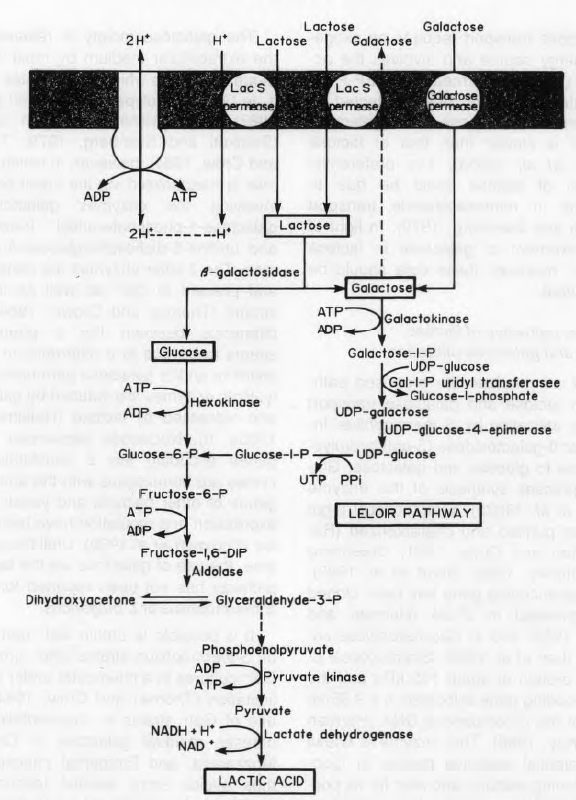 Lactose
Galactose
2H⁺
H⁺
Lactose
Galactose
Lac S
permease
Lac S
permease
Galactose
permease
ADP
ATP
2H⁺
H⁺
Lactose
β-galactosidase
Galactose
ATP
ADP
Galactokinase
Glucose
Galactose-1-P
UDP-glucose
Gal-1-P uridyl transferasee
Glucose-1-phosphate
ATP
ADP
Hexokinase
UDP-galactose
UDP-glucose-4-epimerase
Glucose-6-P
Glucose-1-P
UDP-glucose
UTP PPi
Fructose-6-P
ATP
ADP
LELOIR PATHWAY
Fructose-1,6-DiP
Aldolase
Dihydroxyacetone
Glyceraldehyde-3-P
Phosphoenolpyruvate
ADP
ATP
Pyruvate kinase
Pyruvate
NADH + H⁺
NAD⁺
Lactate dehydrogenase
LACTIC ACID